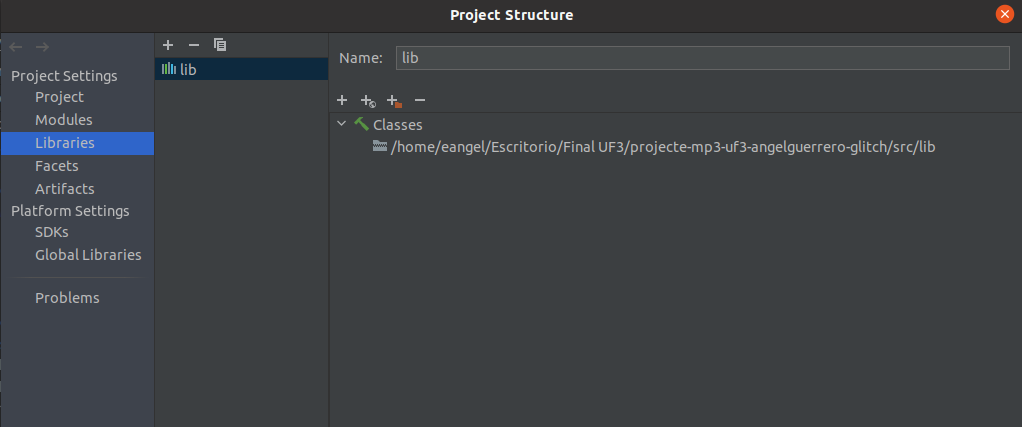 Project Structure
Project Settings
Project
Modules
Libraries
Facets
Artifacts
Platform Settings
SDKs
Global Libraries
Problems
lib
Name: lib
Classes
/home/eangel/Escritorio/Final UF3/projecte-mp3-uf3-angelguerrero-glitch/src/lib